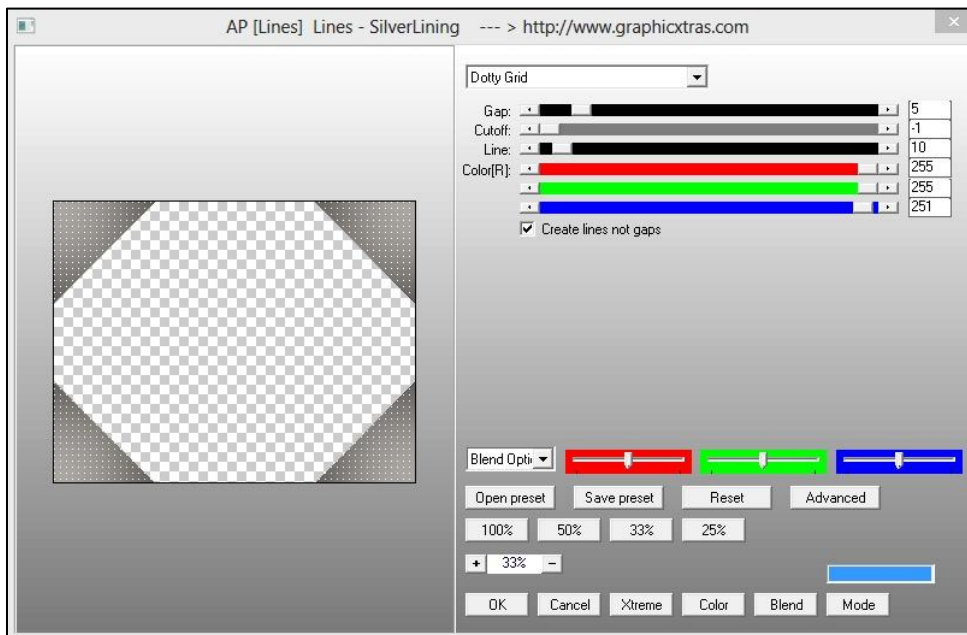 AP [Lines]  Lines - SilverLining    --- > http://www.graphicxtras.com
Dotty Grid
Gap: 5
Cutoff: -1
Line: 10
Color[R]: 255
255
251
Create lines not gaps
Blend Opti
Open preset Save preset Reset Advanced
100% 50% 33% 25%
+ 33% −
OK Cancel Xtreme Color Blend Mode